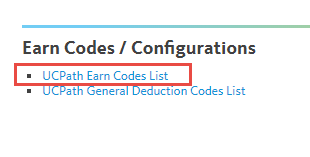 Earn Codes / Configurations
UCPath Earn Codes List
UCPath General Deduction Codes List